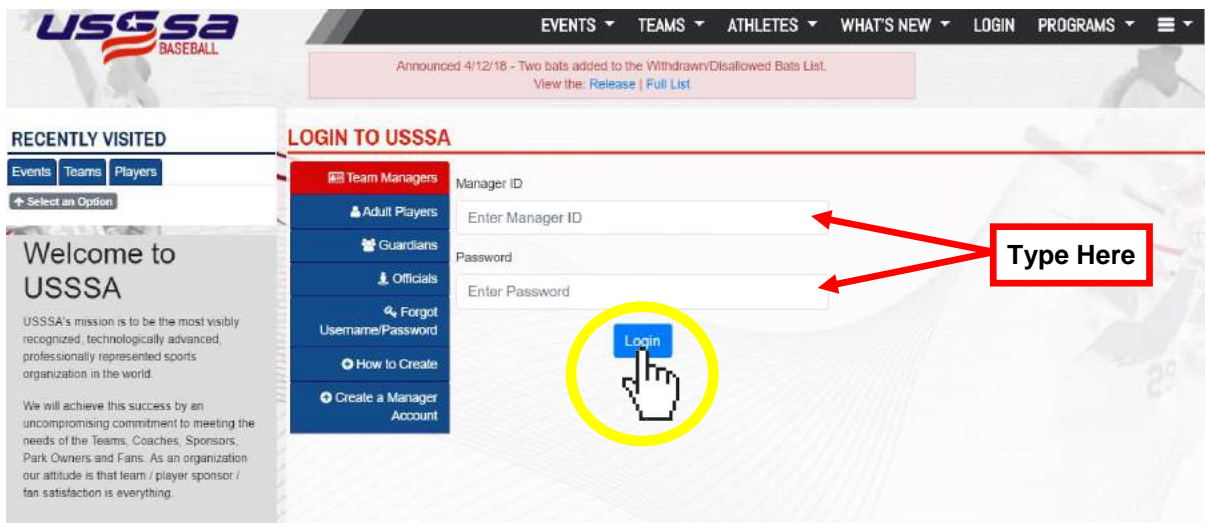 usssa
BASEBALL
EVENTS TEAMS ATHLETES WHAT'S NEW LOGIN PROGRAMS
Announced 4/12/18 - Two bats added to the Withdrawn/Disallowed Bats List.
View the: Release | Full List
RECENTLY VISITED
Events Teams Players
Select an Option
Welcome to
USSSA
USSSA's mission is to be the most visibly
recognized, technologically advanced,
professionally represented sports
organization in the world.
We will achieve this success by an
uncompromising commitment to meeting the
needs of the Teams, Coaches, Sponsors,
Park Owners and Fans. As an organization
our attitude is that team / player sponsor /
fan satisfaction is everything.
LOGIN TO USSSA
Team Managers
Adult Players
Guardians
Officials
Forgot
Username/Password
How to Create
Create a Manager
Account
Manager ID
Enter Manager ID
Password
Enter Password
Login
Type Here
29